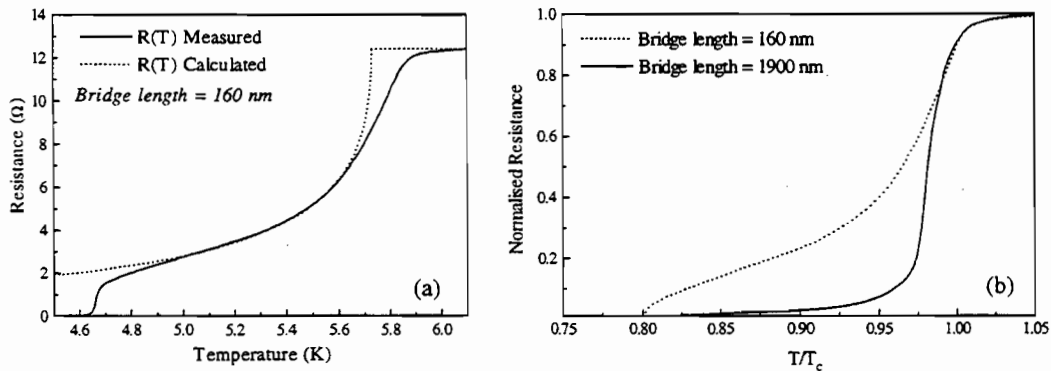 14
12
10
8
6
4
2
0
Resistance (Ω)
R(T) Measured
R(T) Calculated
Bridge length = 160 nm
(a)
4.6 4.8 5.0 5.2 5.4 5.6 5.8 6.0
Temperature (K)
1.0
0.8
0.6
0.4
0.2
Normalised Resistance
Bridge length = 160 nm
Bridge length = 1900 nm
(b)
0.75 0.80 0.85 0.90 0.95 1.00 1.05
T/Tc